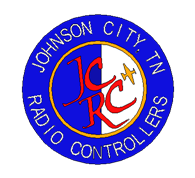 JOHNSON CITY, TN
JC
RC
RADIO CONTROLLERS